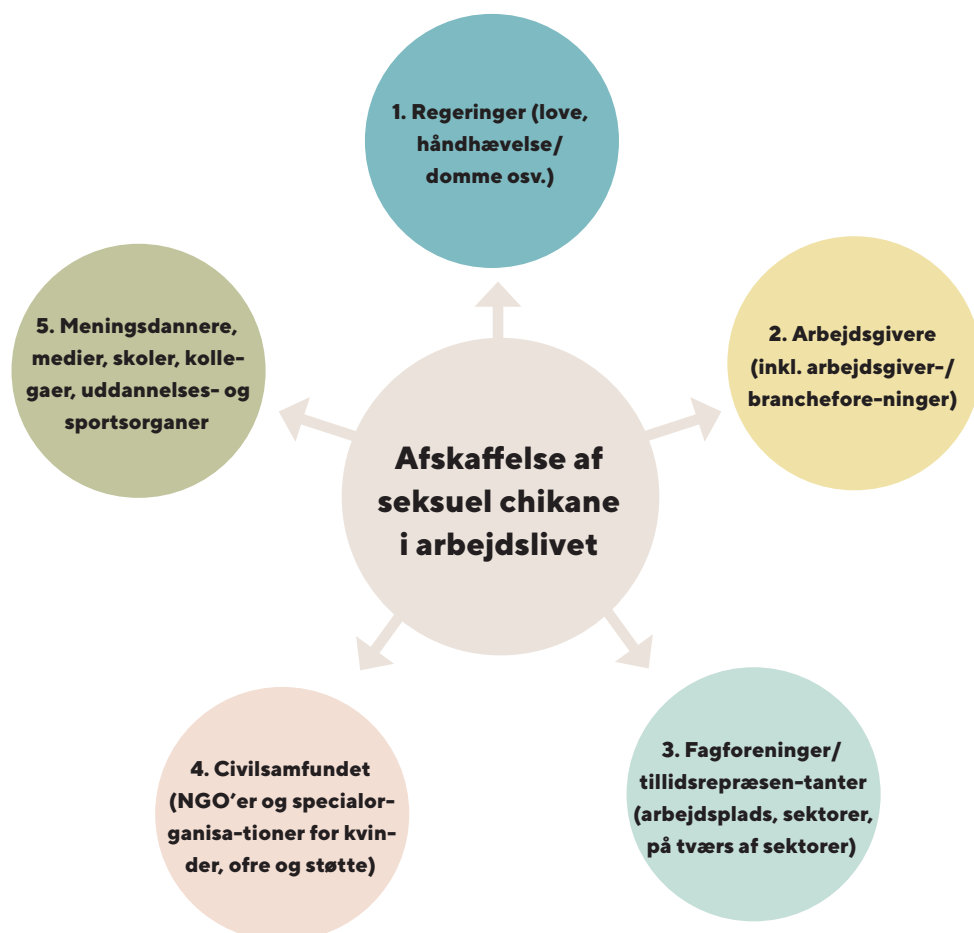 1. Regeringer (love,
håndhævelse/
domme osv.)
2. Arbejdsgivere
(inkl. arbejdsgiver-/
branchefore-ninger)
3. Fagforeninger/
tillidsrepræsen-tanter
(arbejdsplads, sektorer,
på tværs af sektorer)
4. Civilsamfundet
(NGO’er og specialor-
ganisa-tioner for kvin-
der, ofre og støtte)
5. Meningsdannere,
medier, skoler, kolle-
gaer, uddannelses- og
sportsorganer
Afskaffelse af
seksuel chikane
i arbejdslivet